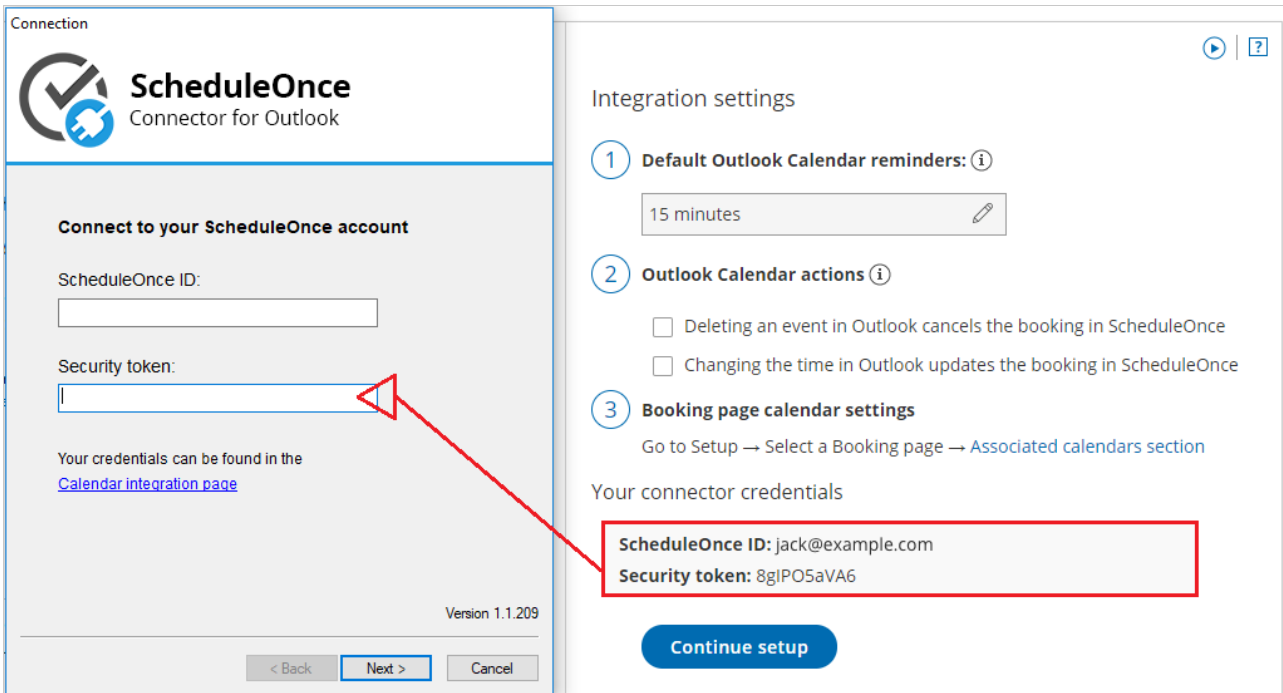 Connection
ScheduleOnce
Connector for Outlook
Connect to your ScheduleOnce account
ScheduleOnce ID:
Security token:
Your credentials can be found in the
Calendar integration page
Version 1.1.209
< Back
Next >
Cancel
?
Integration settings
1 Default Outlook Calendar reminders: i
15 minutes
2 Outlook Calendar actions i
Deleting an event in Outlook cancels the booking in ScheduleOnce
Changing the time in Outlook updates the booking in ScheduleOnce
3 Booking page calendar settings
Go to Setup → Select a Booking page → Associated calendars section
Your connector credentials
ScheduleOnce ID: jack@example.com
Security token: 8gIPO5aVA6
Continue setup